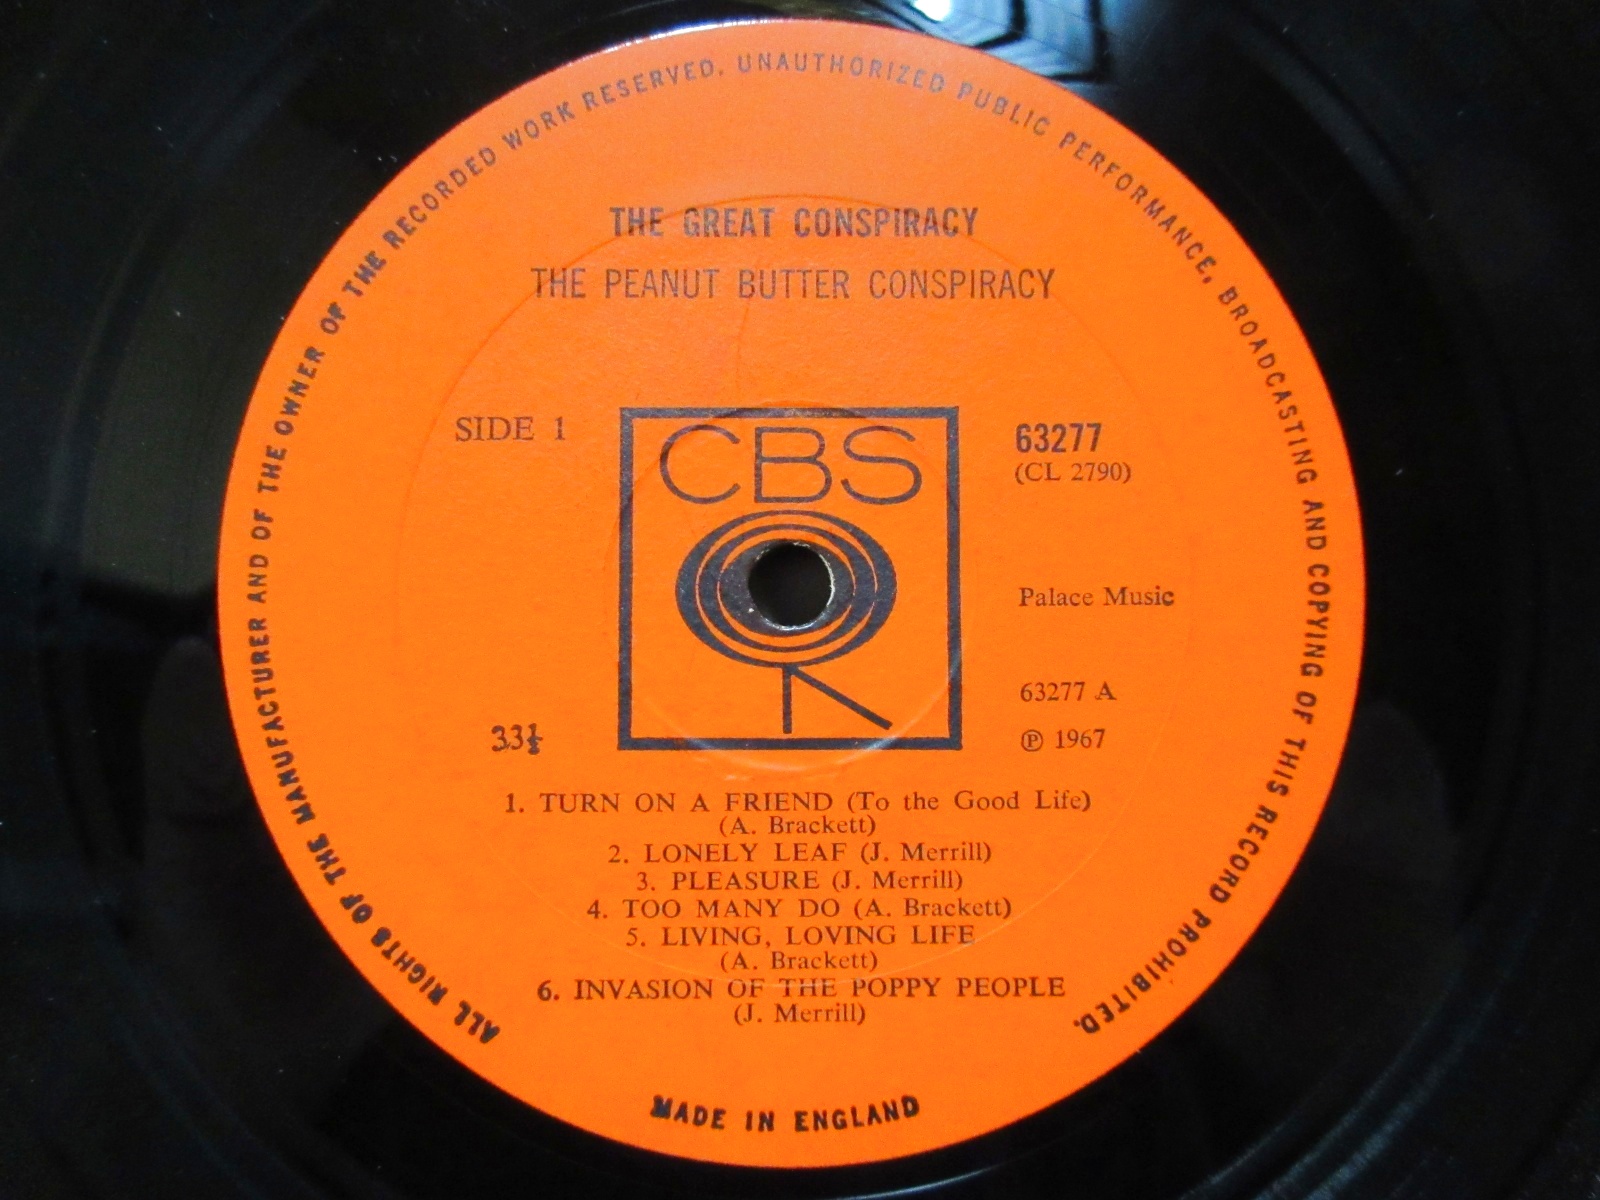 ALL RIGHTS OF THE MANUFACTURER AND OF THE OWNER OF THE RECORDED WORK RESERVED. UNAUTHORIZED PUBLIC PERFORMANCE, BROADCASTING AND COPYING OF THIS RECORD PROHIBITED.
THE GREAT CONSPIRACY
THE PEANUT BUTTER CONSPIRACY
SIDE 1
CBS
63277
(CL 2790)
Palace Music
63277 A
33⅓
℗ 1967
1. TURN ON A FRIEND (To the Good Life)
(A. Brackett)
2. LONELY LEAF (J. Merrill)
3. PLEASURE (J. Merrill)
4. TOO MANY DO (A. Brackett)
5. LIVING, LOVING LIFE
(A. Brackett)
6. INVASION OF THE POPPY PEOPLE
(J. Merrill)
MADE IN ENGLAND